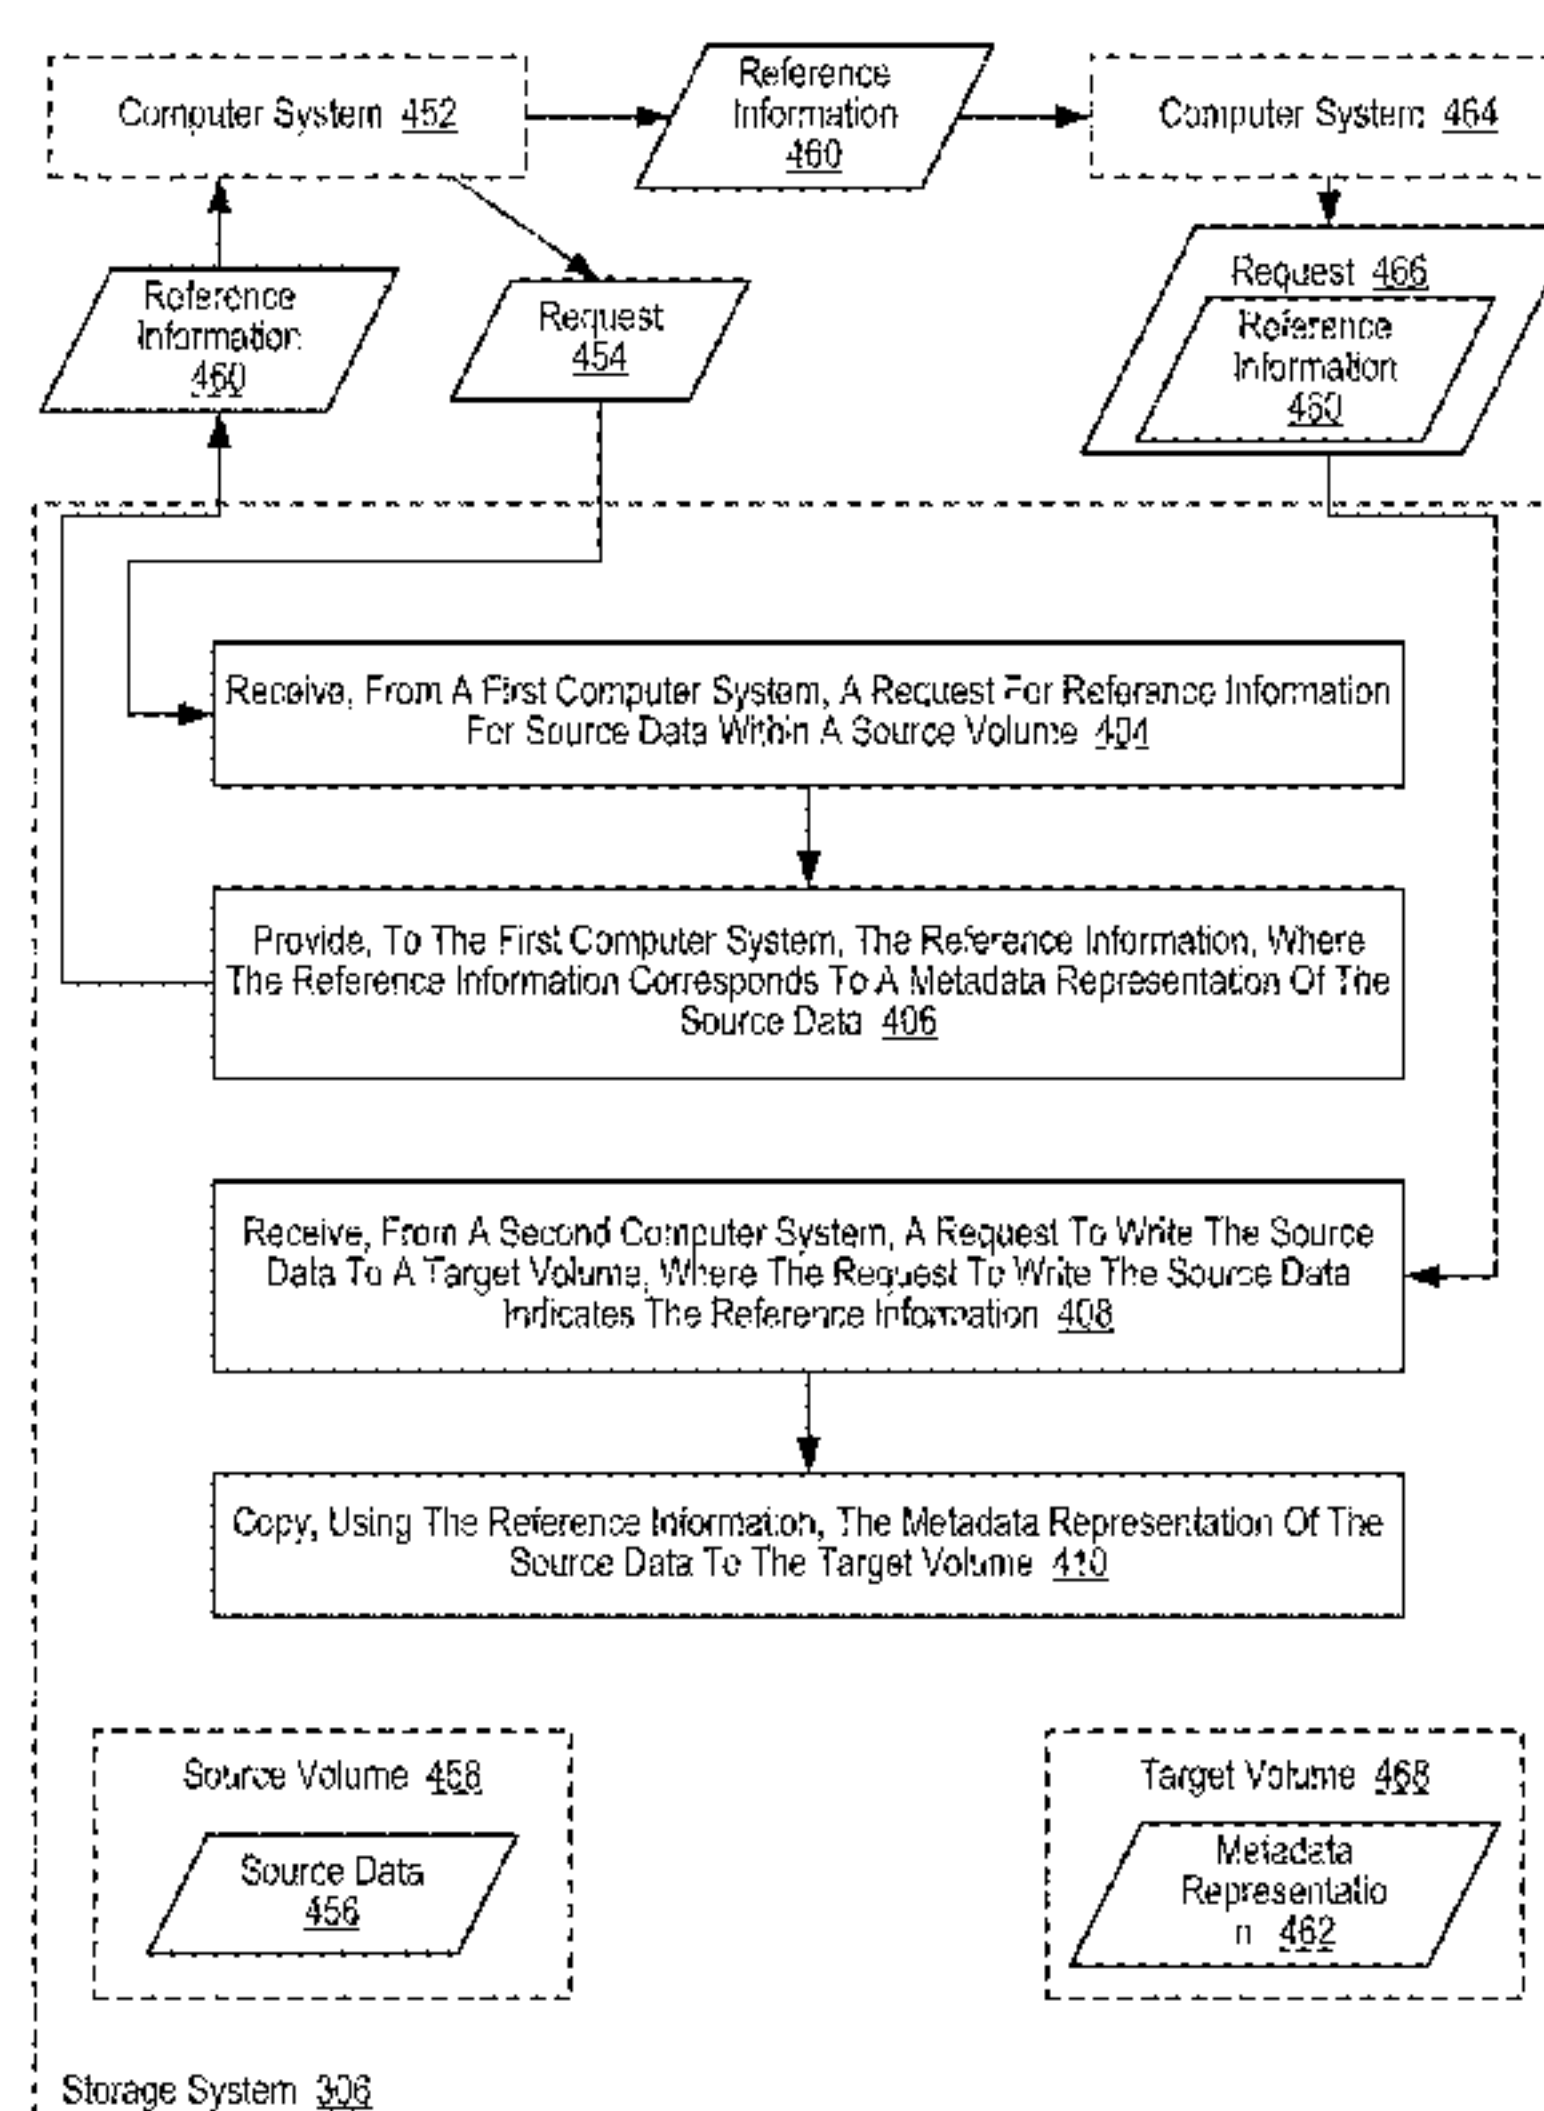 Computer System 452
Reference
Information
460
Computer System 464
Reference
Information
460
Request
454
Request 466
Reference
Information
460
Receive, From A First Computer System, A Request For Reference Information
For Source Data Within A Source Volume 404
Provide, To The First Computer System, The Reference Information, Where
The Reference Information Corresponds To A Metadata Representation Of The
Source Data 406
Receive, From A Second Computer System, A Request To Write The Source
Data To A Target Volume, Where The Request To Write The Source Data
Indicates The Reference Information 408
Copy, Using The Reference Information, The Metadata Representation Of The
Source Data To The Target Volume 410
Source Volume 458
Source Data
456
Target Volume 468
Metadata
Representatio
n 462
Storage System 306